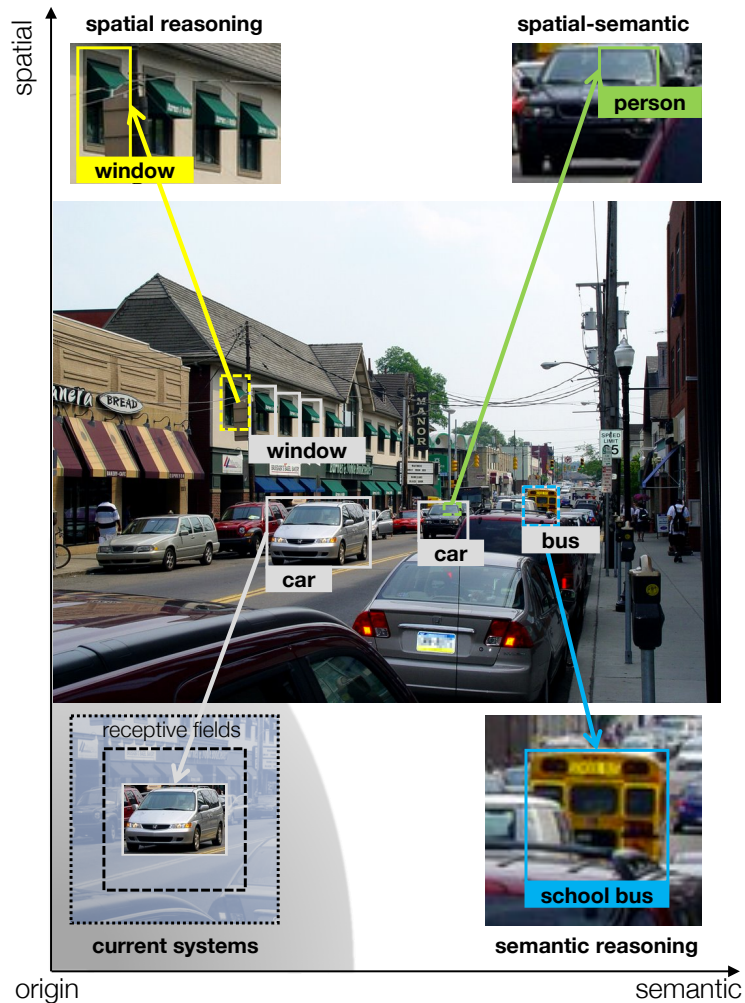 spatial reasoning
spatial-semantic
spatial
person
window
BREAD
MANOR
window
SPEED
LIMIT
car
car
bus
receptive fields
school bus
current systems
semantic reasoning
origin
semantic